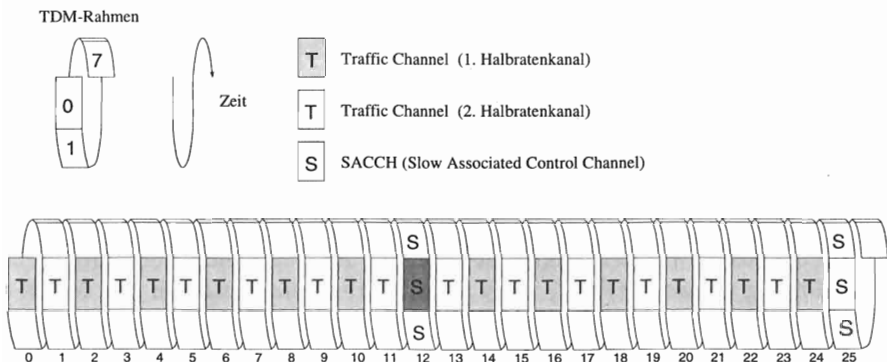 TDM-Rahmen
7
0
1
Zeit
T Traffic Channel (1. Halbratenkanal)
T Traffic Channel (2. Halbratenkanal)
S SACCH (Slow Associated Control Channel)
S S
T T T T T T T T T T T T S T T T T T T T T T T T T S
S S
0 1 2 3 4 5 6 7 8 9 10 11 12 13 14 15 16 17 18 19 20 21 22 23 24 25